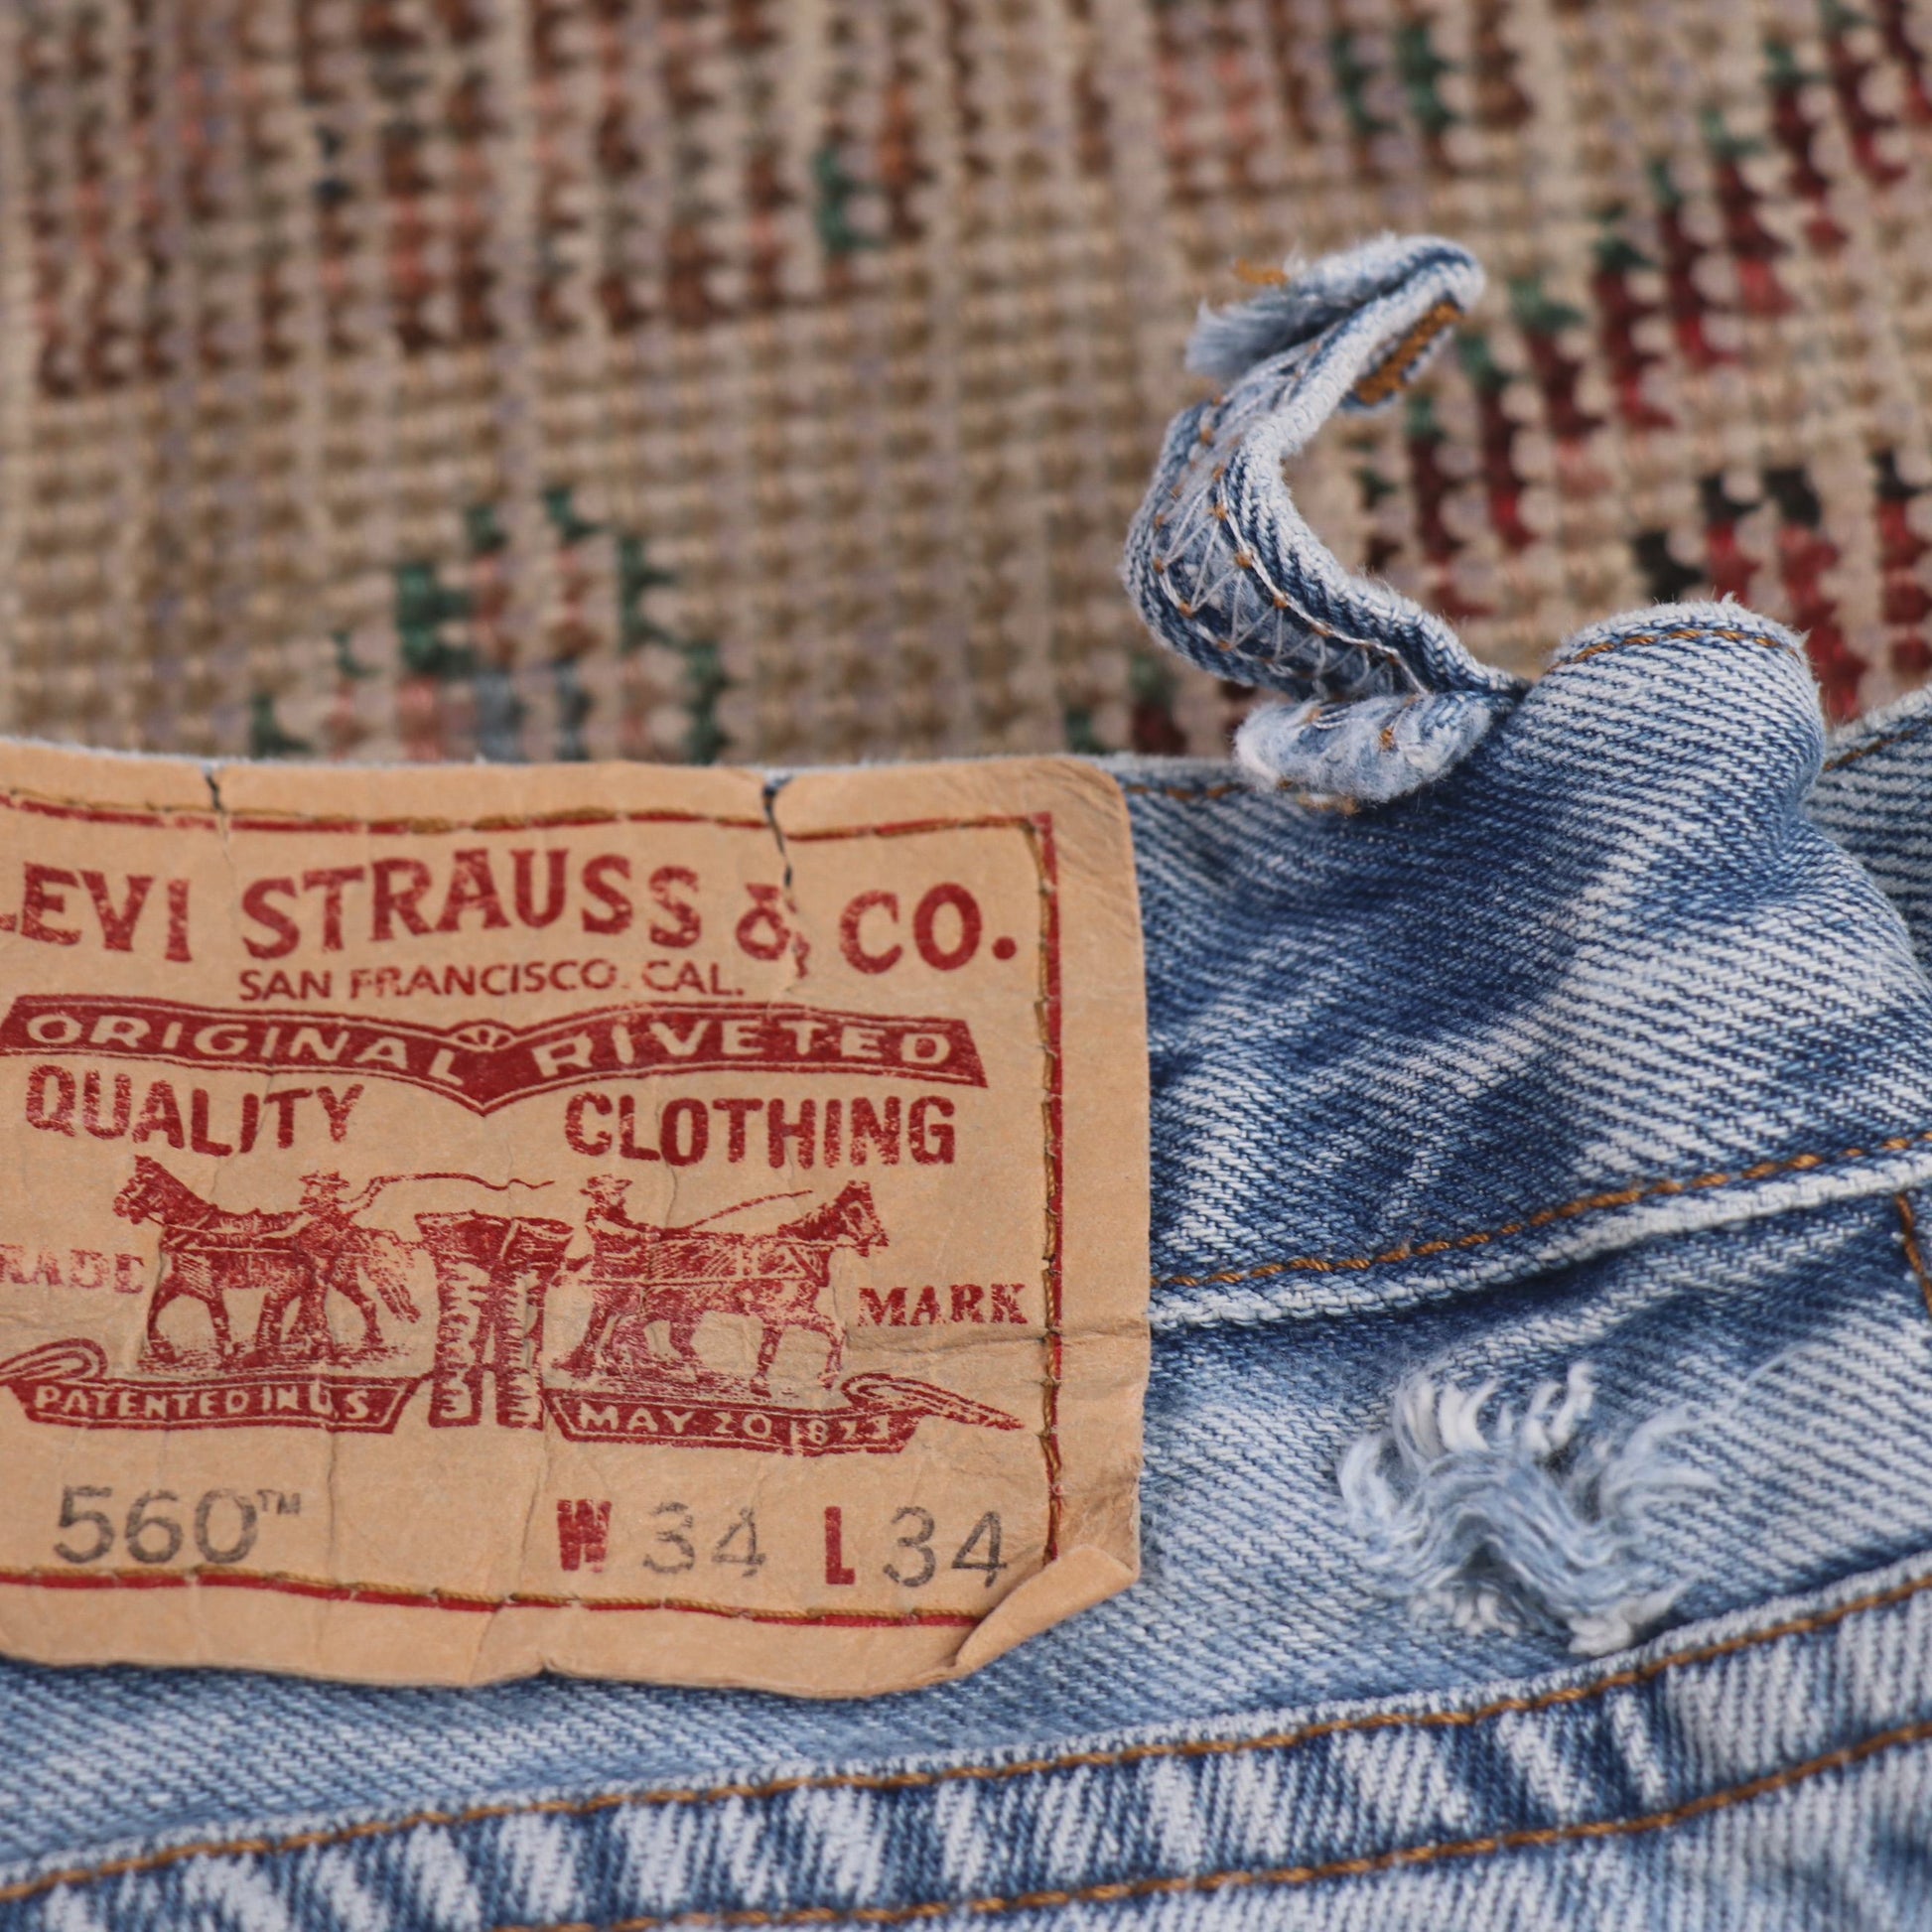 LEVI STRAUSS & CO.
SAN FRANCISCO. CAL.
ORIGINAL RIVETED
QUALITY CLOTHING
TRADE MARK
PATENTED IN U.S. MAY 20 1873
560™ W 34 L 34